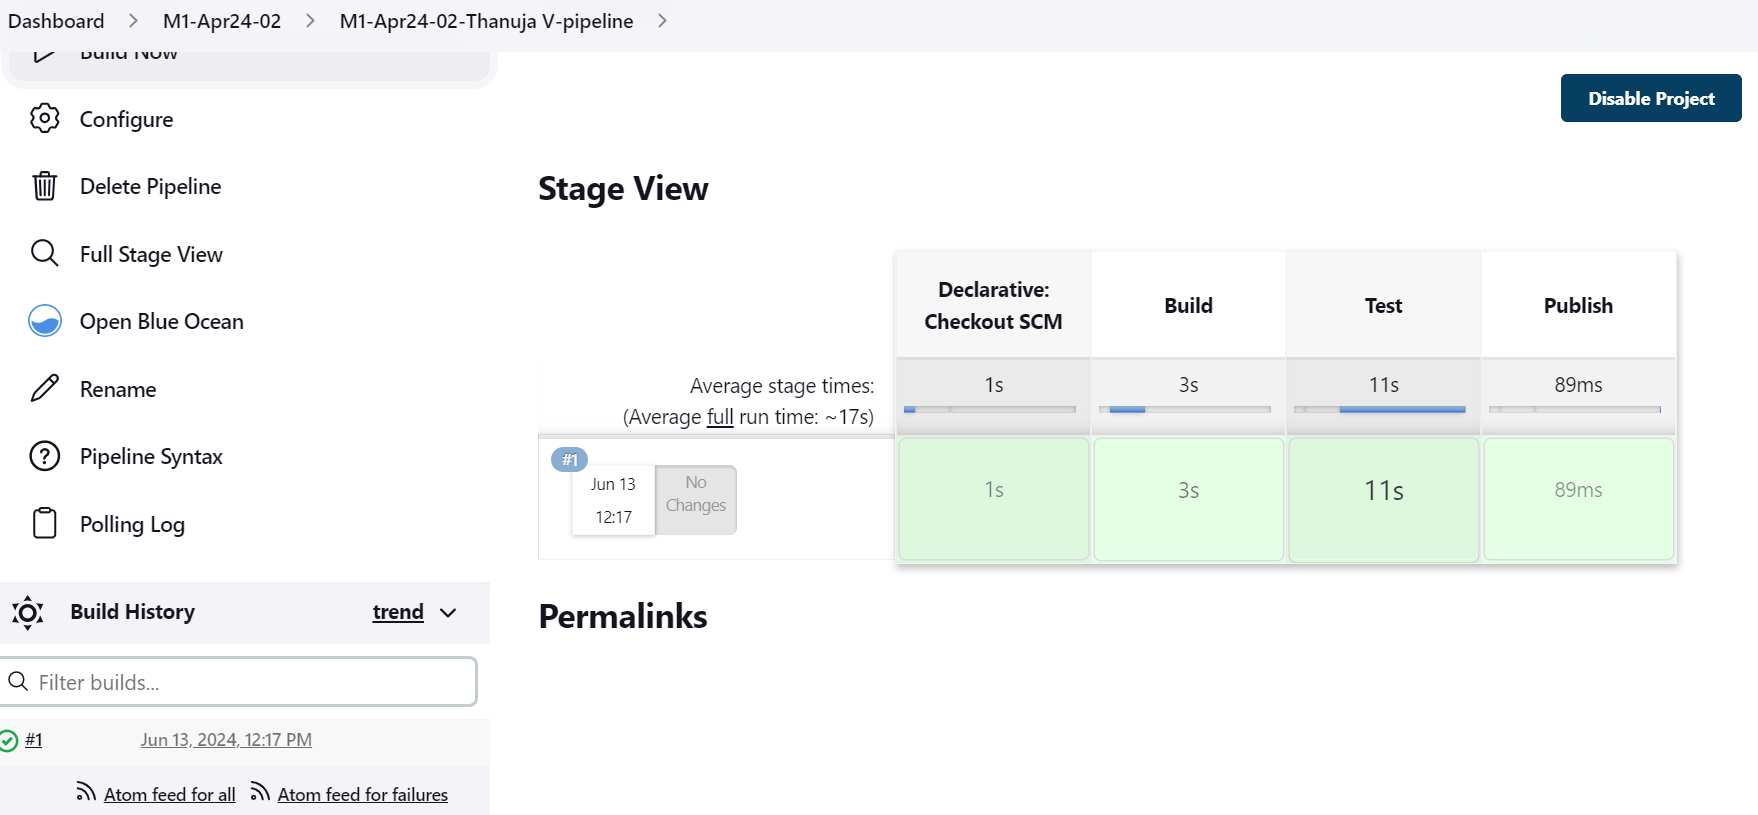 Dashboard > M1-Apr24-02 > M1-Apr24-02-Thanuja V-pipeline >
Build Now
Configure
Delete Pipeline
Full Stage View
Open Blue Ocean
Rename
Pipeline Syntax
Polling Log
Build History trend
Filter builds...
#1 Jun 13, 2024, 12:17 PM
Atom feed for all Atom feed for failures
Disable Project
Stage View
Declarative:
Checkout SCM
Build
Test
Publish
Average stage times:
(Average full run time: ~17s)
1s 3s 11s 89ms
#1
Jun 13
12:17
No
Changes
1s 3s 11s 89ms
Permalinks